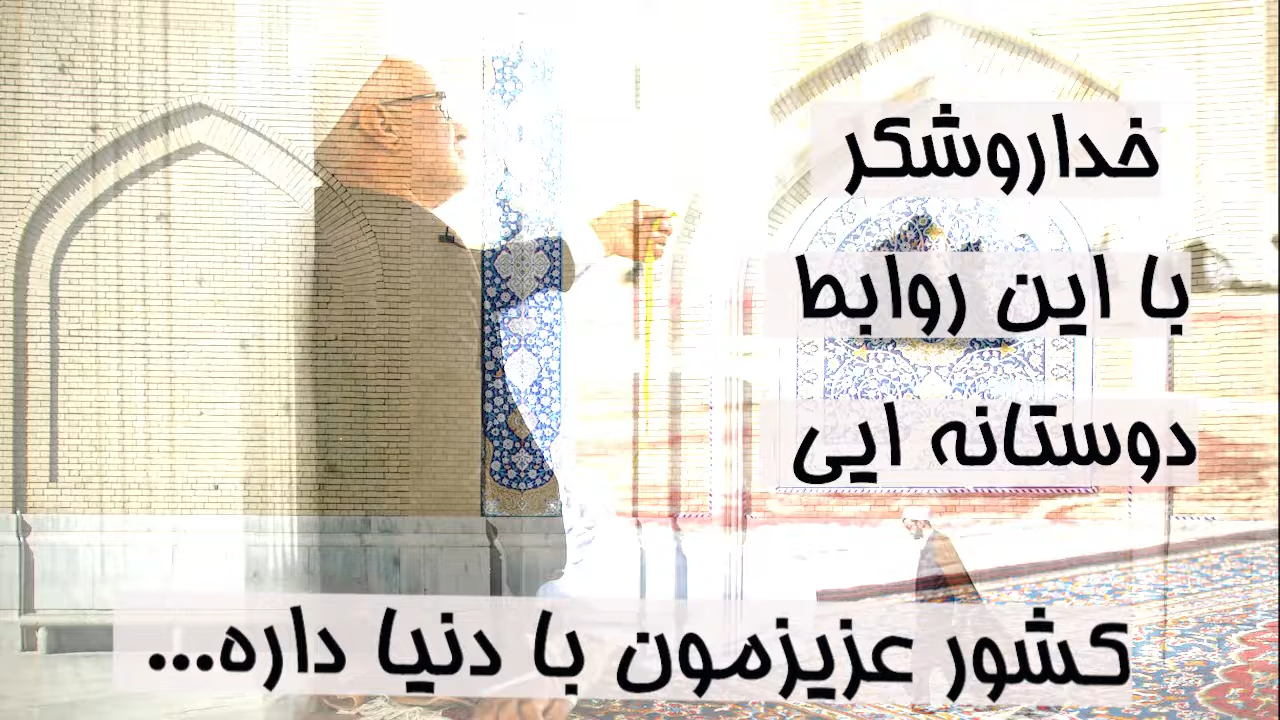 خداروشکر
با این روابط
دوستانه ایی
کشور عزیزمون با دنیا داره...